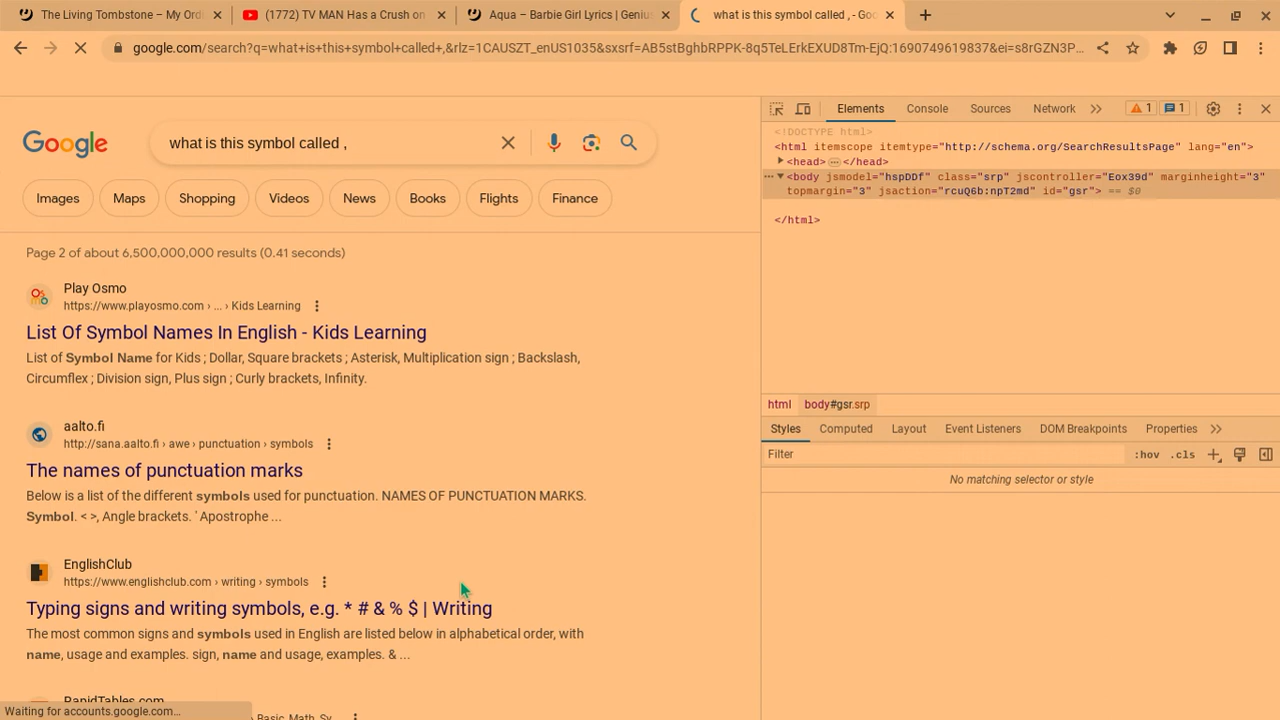 The Living Tombstone – My Ordi
(1772) TV MAN Has a Crush on
Aqua – Barbie Girl Lyrics | Genius
what is this symbol called , - Goo
google.com/search?q=what+is+this+symbol+called+,&rlz=1CAUSZT_enUS1035&sxsrf=AB5stBghbRPPK-8q5TeLErkEXUD8Tm-EjQ:1690749619837&ei=s8rGZN3P…
Google
what is this symbol called ,
Images
Maps
Shopping
Videos
News
Books
Flights
Finance
Page 2 of about 6,500,000,000 results (0.41 seconds)
Play Osmo
https://www.playosmo.com › ... › Kids Learning
List Of Symbol Names In English - Kids Learning
List of Symbol Name for Kids ; Dollar, Square brackets ; Asterisk, Multiplication sign ; Backslash,
Circumflex ; Division sign, Plus sign ; Curly brackets, Infinity.
aalto.fi
http://sana.aalto.fi › awe › punctuation › symbols
The names of punctuation marks
Below is a list of the different symbols used for punctuation. NAMES OF PUNCTUATION MARKS.
Symbol. < >, Angle brackets. ' Apostrophe ...
EnglishClub
https://www.englishclub.com › writing › symbols
Typing signs and writing symbols, e.g. * # & % $ | Writing
The most common signs and symbols used in English are listed below in alphabetical order, with
name, usage and examples. sign, name and usage, examples. & ...
RapidTables.com
› Basic Math Sy
Waiting for accounts.google.com...
Elements
Console
Sources
Network
1
1
<!DOCTYPE html>
<html itemscope itemtype="http://schema.org/SearchResultsPage" lang="en">
<head> … </head>
<body jsmodel="hspDDf" class="srp" jscontroller="Eox39d" marginheight="3"
topmargin="3" jsaction="rcuQ6b:npT2md" id="gsr"> == $0
</html>
html
body#gsr.srp
Styles
Computed
Layout
Event Listeners
DOM Breakpoints
Properties
Filter
:hov
.cls
No matching selector or style